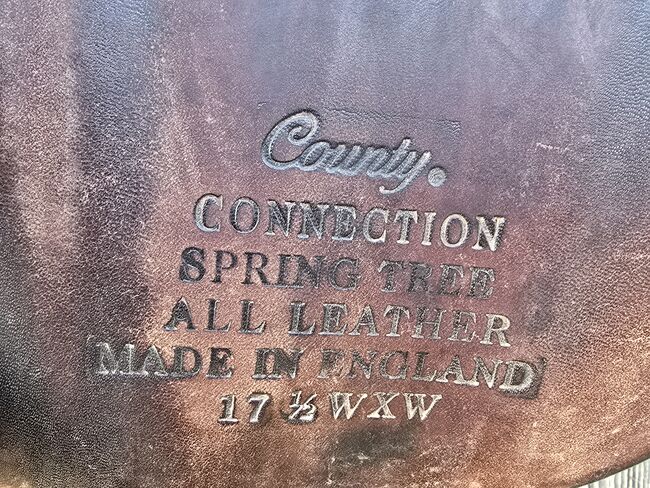 County.
CONNECTION
SPRING TREE
ALL LEATHER
MADE IN ENGLAND
17 ½ WXW